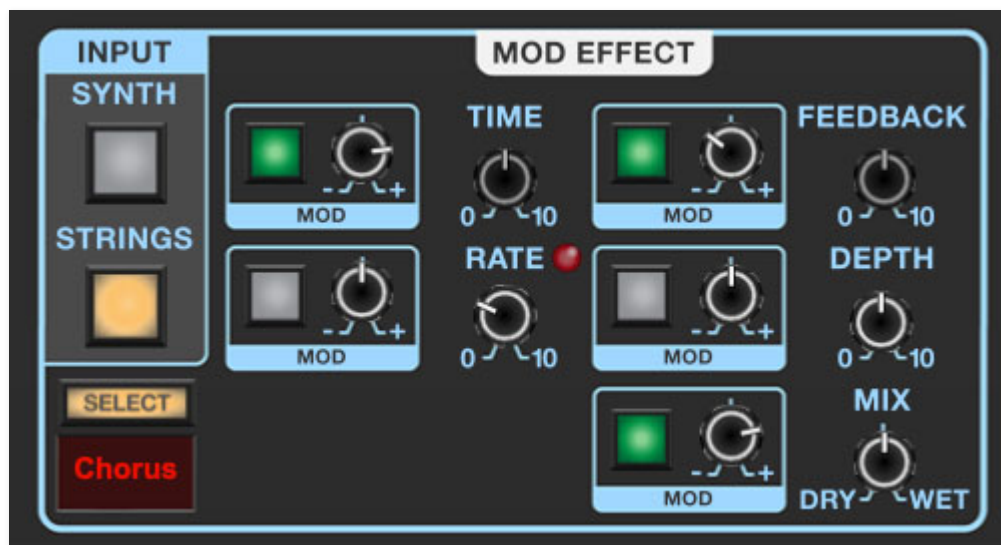 INPUT
MOD EFFECT
SYNTH
STRINGS
SELECT
Chorus
MOD
- +
TIME
0 10
MOD
- +
FEEDBACK
0 10
MOD
- +
RATE
0 10
MOD
- +
DEPTH
0 10
MOD
- +
MIX
DRY WET